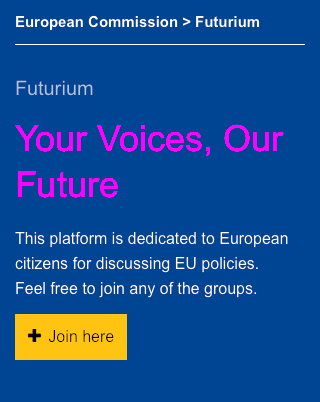 European Commission > Futurium
Futurium
Your Voices, Our
Future
This platform is dedicated to European
citizens for discussing EU policies.
Feel free to join any of the groups.
Join here